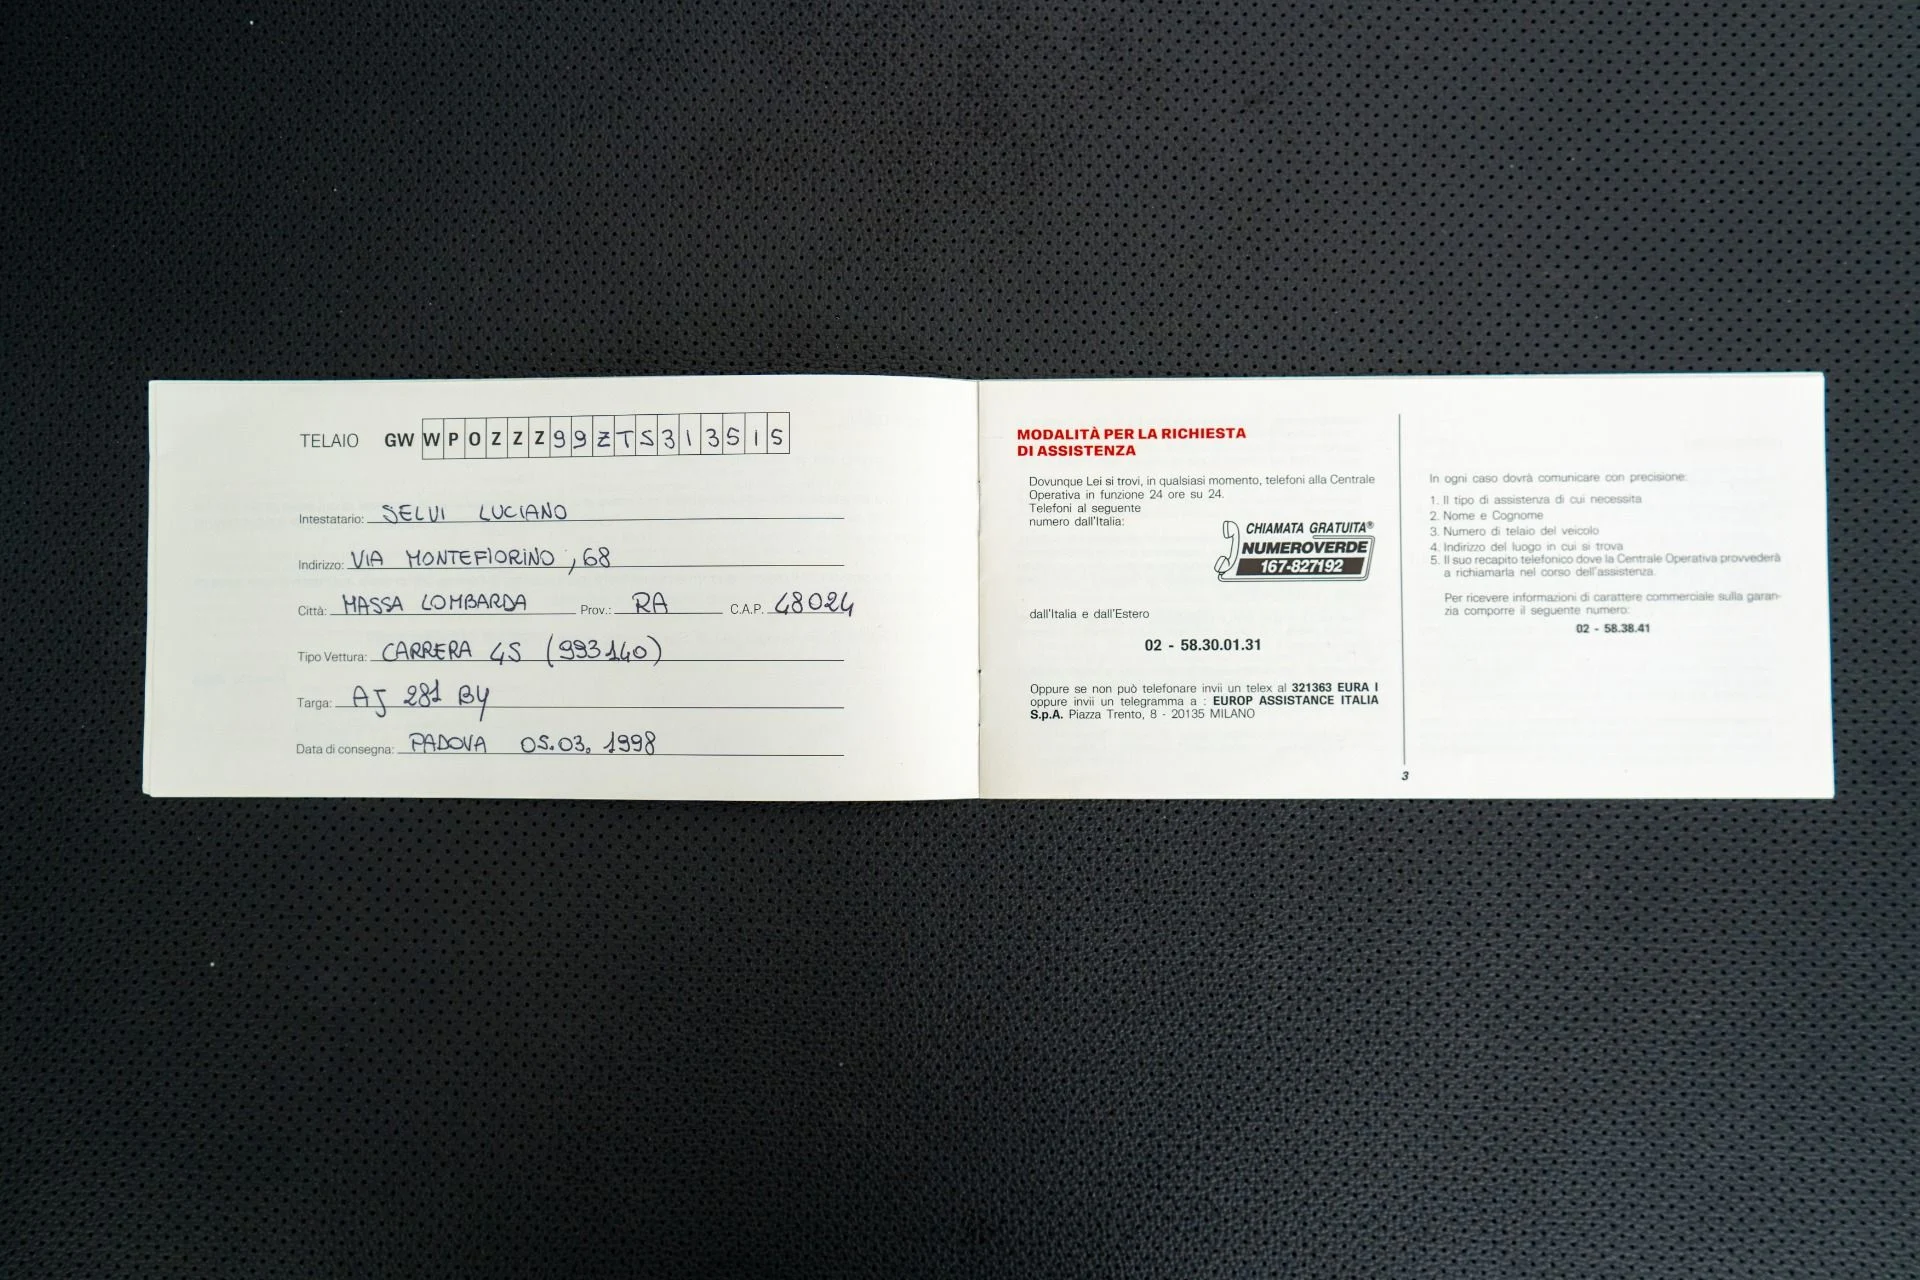 TELAIO GW WP0ZZZ99ZTS313515
Intestatario: SELVI LUCIANO
Indirizzo: VIA MONTEFIORINO, 68
Città: MASSA LOMBARDA Prov.: RA C.A.P. 48024
Tipo Vettura: CARRERA 4S (993140)
Targa: AJ 281 BY
Data di consegna: PADOVA 05.03.1998
MODALITÀ PER LA RICHIESTA
DI ASSISTENZA
Dovunque Lei si trovi, in qualsiasi momento, telefoni alla Centrale
Operativa in funzione 24 ore su 24.
Telefoni al seguente
numero dall'Italia:
CHIAMATA GRATUITA®
NUMEROVERDE
167-827192
dall'Italia e dall'Estero
02 - 58.30.01.31
Oppure se non può telefonare invii un telex al 321363 EURA I
oppure invii un telegramma a : EUROP ASSISTANCE ITALIA
S.p.A. Piazza Trento, 8 - 20135 MILANO
3
In ogni caso dovrà comunicare con precisione:
1. Il tipo di assistenza di cui necessita
2. Nome e Cognome
3. Numero di telaio del veicolo
4. Indirizzo del luogo in cui si trova
5. Il suo recapito telefonico dove la Centrale Operativa provvederà
a richiamarla nel corso dell'assistenza.
Per ricevere informazioni di carattere commerciale sulla garan-
zia comporre il seguente numero:
02 - 58.38.41